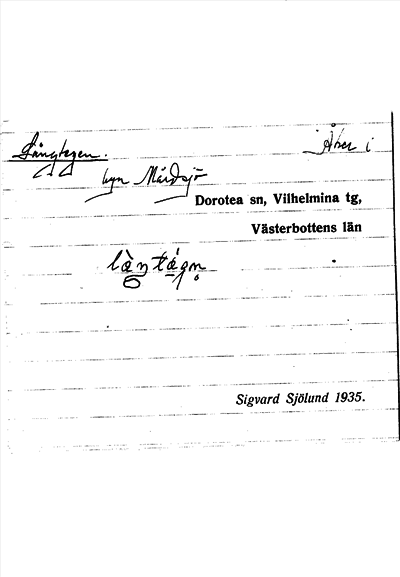 Långtegen. Åker i
byn Mårdsjö
Dorotea sn, Vilhelmina tg,
Västerbottens län
Sigvard Sjölund 1935.